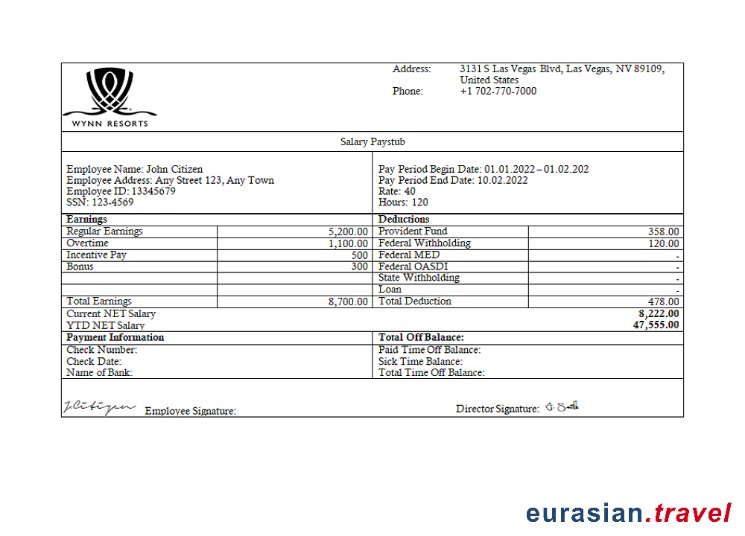 WYNN RESORTS
Address: 3131 S Las Vegas Blvd, Las Vegas, NV 89109,
United States
Phone: +1 702-770-7000
Salary Paystub
Employee Name: John Citizen
Employee Address: Any Street 123, Any Town
Employee ID: 13345679
SSN: 123-4569
Pay Period Begin Date: 01.01.2022 – 01.02.202
Pay Period End Date: 10.02.2022
Rate: 40
Hours: 120
Earnings Deductions
Regular Earnings 5,200.00 Provident Fund 358.00
Overtime 1,100.00 Federal Withholding 120.00
Incentive Pay 500 Federal MED -
Bonus 300 Federal OASDI -
State Withholding -
Loan -
Total Earnings 8,700.00 Total Deduction 478.00
Current NET Salary 8,222.00
YTD NET Salary 47,555.00
Payment Information Total Off Balance:
Check Number: Paid Time Off Balance:
Check Date: Sick Time Balance:
Name of Bank: Total Time Off Balance:
J.Citizen Employee Signature: Director Signature:
eurasian.travel